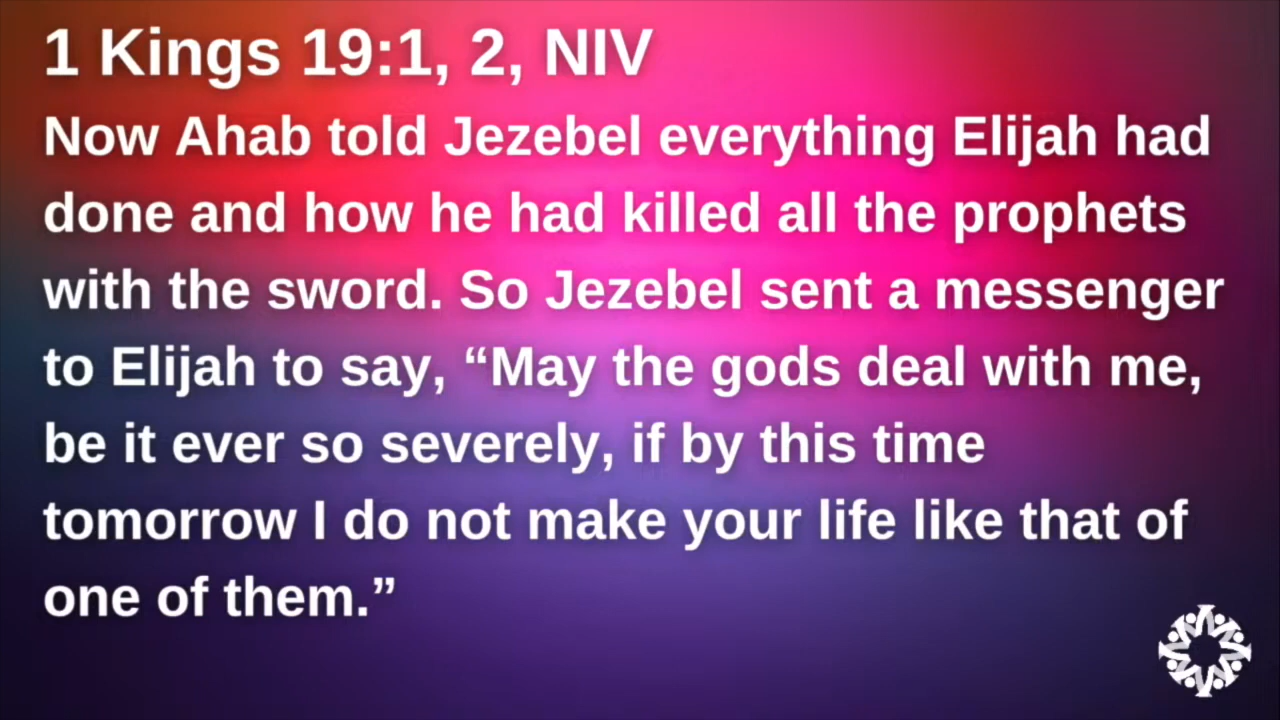 1 Kings 19:1, 2, NIV
Now Ahab told Jezebel everything Elijah had
done and how he had killed all the prophets
with the sword. So Jezebel sent a messenger
to Elijah to say, “May the gods deal with me,
be it ever so severely, if by this time
tomorrow I do not make your life like that of
one of them.”